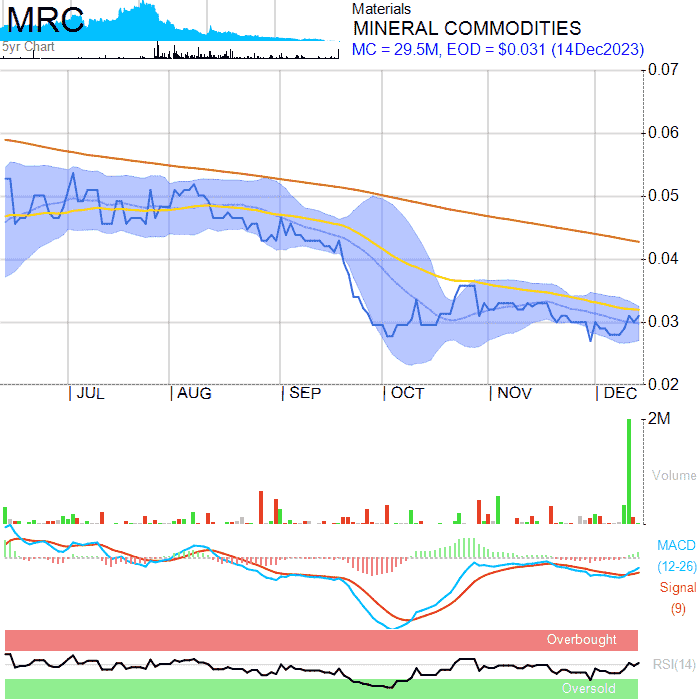 MRC
5yr Chart
Materials
MINERAL COMMODITIES
MC = 29.5M, EOD = $0.031 (14Dec2023)
0.07
0.06
0.05
0.04
0.03
0.02
JUL
AUG
SEP
OCT
NOV
DEC
2M
Volume
MACD
(12-26)
Signal
(9)
Overbought
RSI(14)
Oversold